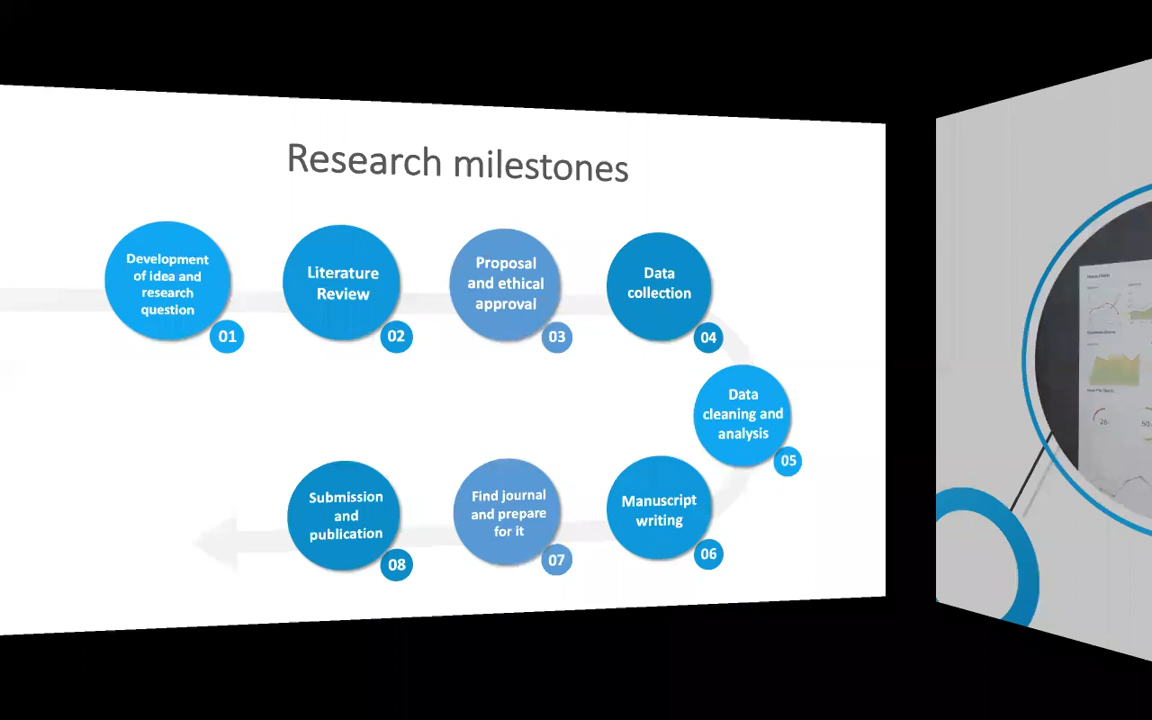 Research milestones
Development
of idea and
research
question
01
Literature
Review
02
Proposal
and ethical
approval
03
Data
collection
04
Data
cleaning and
analysis
05
Manuscript
writing
06
Find journal
and prepare
for it
07
Submission
and
publication
08